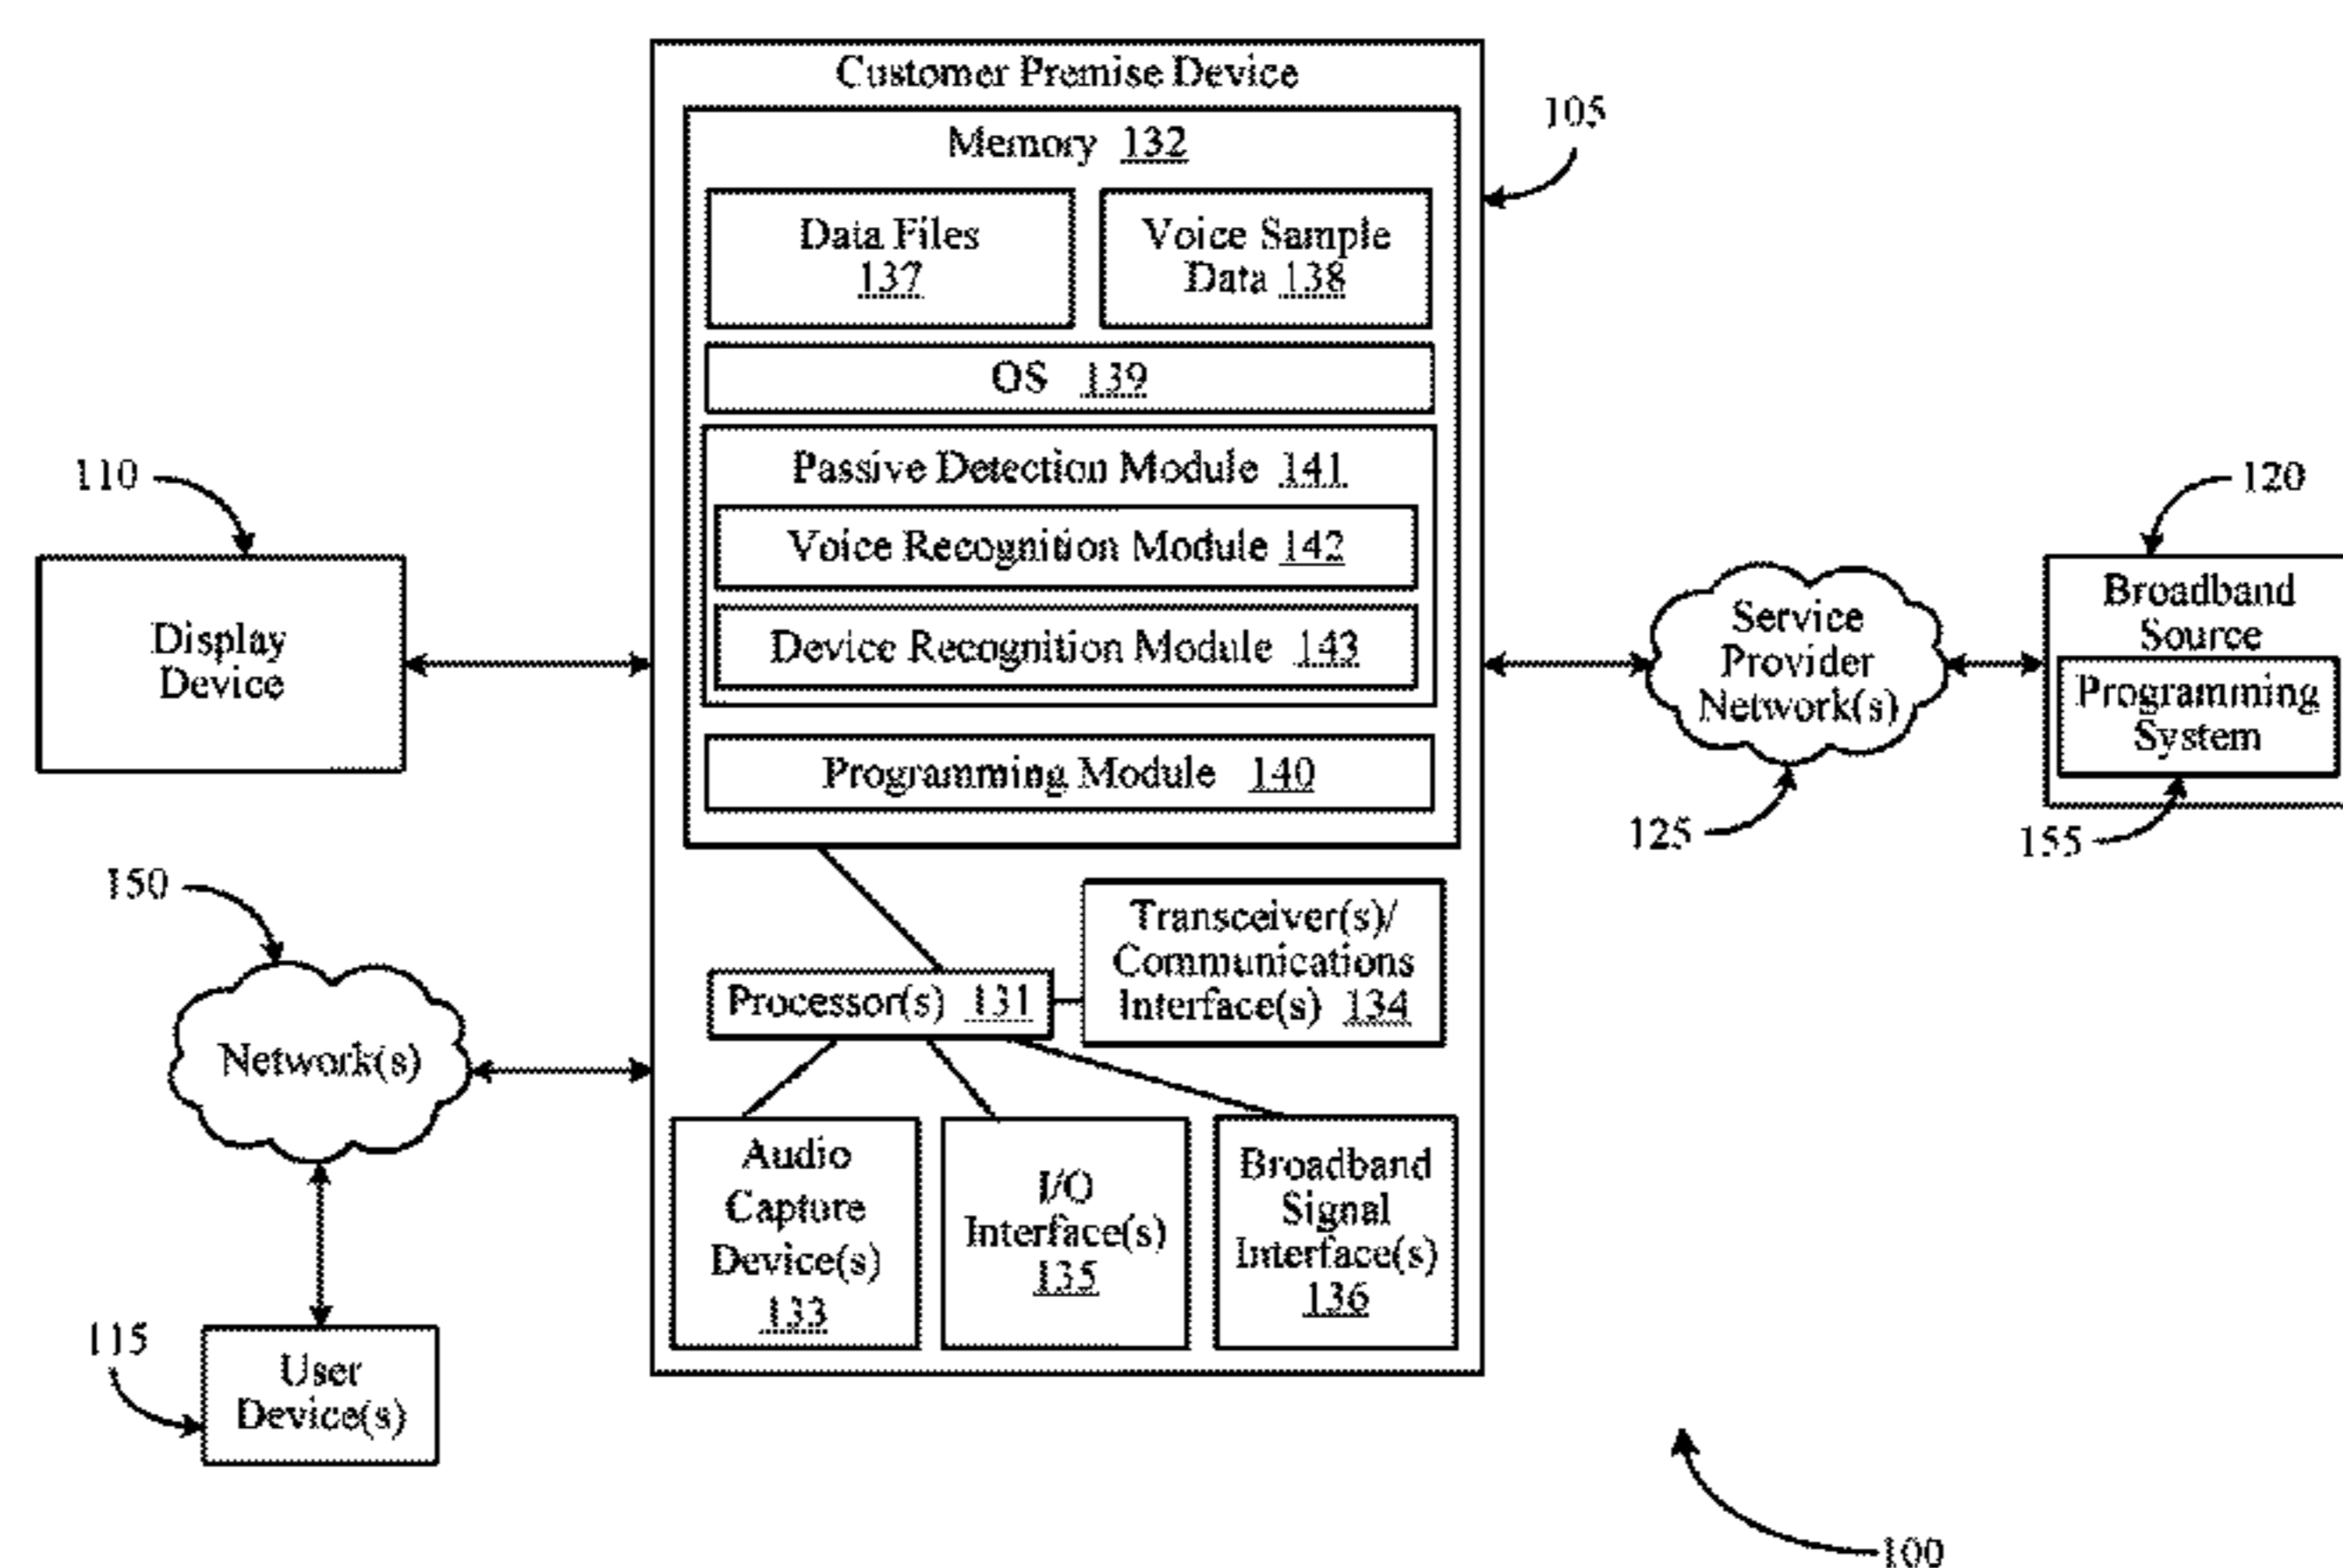 Customer Premise Device
Memory 132
105
Data Files
137
Voice Sample
Data 138
OS 139
Passive Detection Module 141
Voice Recognition Module 142
Device Recognition Module 143
Programming Module 140
110
Display
Device
120
Broadband
Source
Programming
System
155
Service
Provider
Network(s)
125
150
Network(s)
Processor(s) 131
Transceiver(s)/
Communications
Interface(s) 134
Audio
Capture
Device(s)
133
I/O
Interface(s)
135
Broadband
Signal
Interface(s)
136
115
User
Device(s)
100